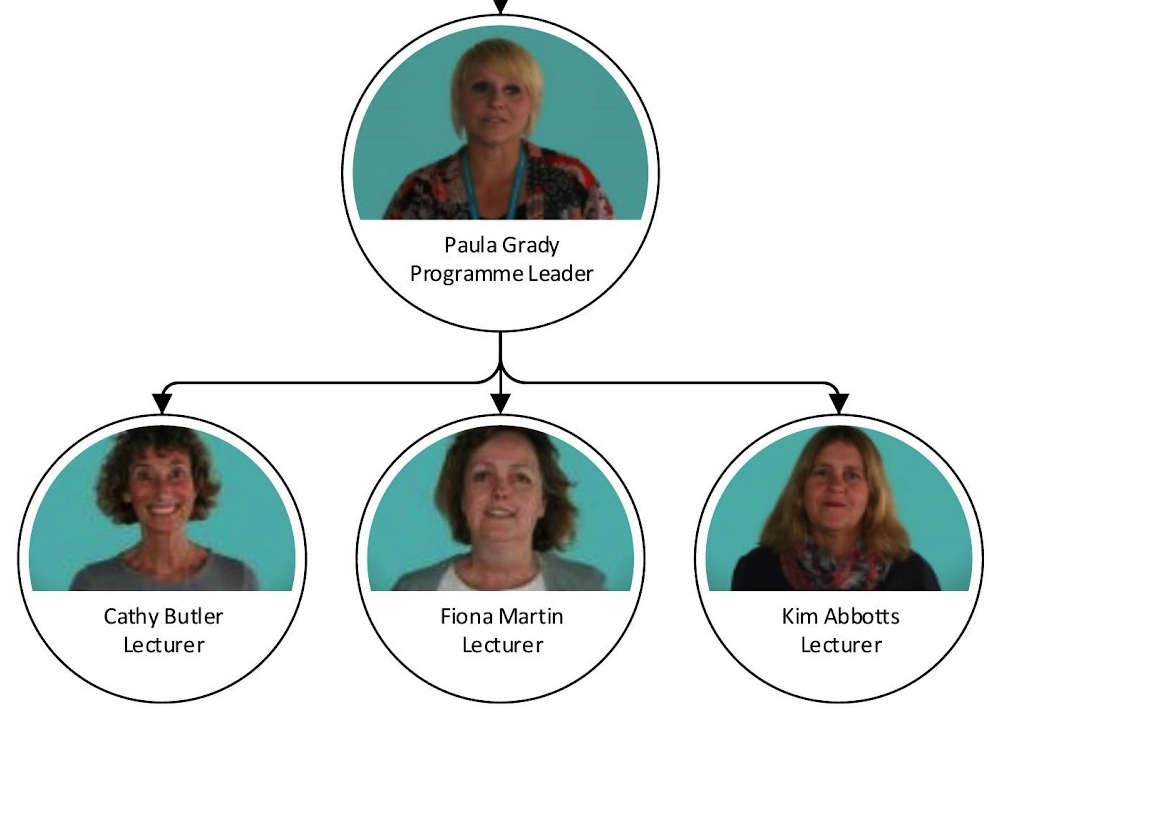 Paula Grady
Programme Leader
Cathy Butler
Lecturer
Fiona Martin
Lecturer
Kim Abbotts
Lecturer